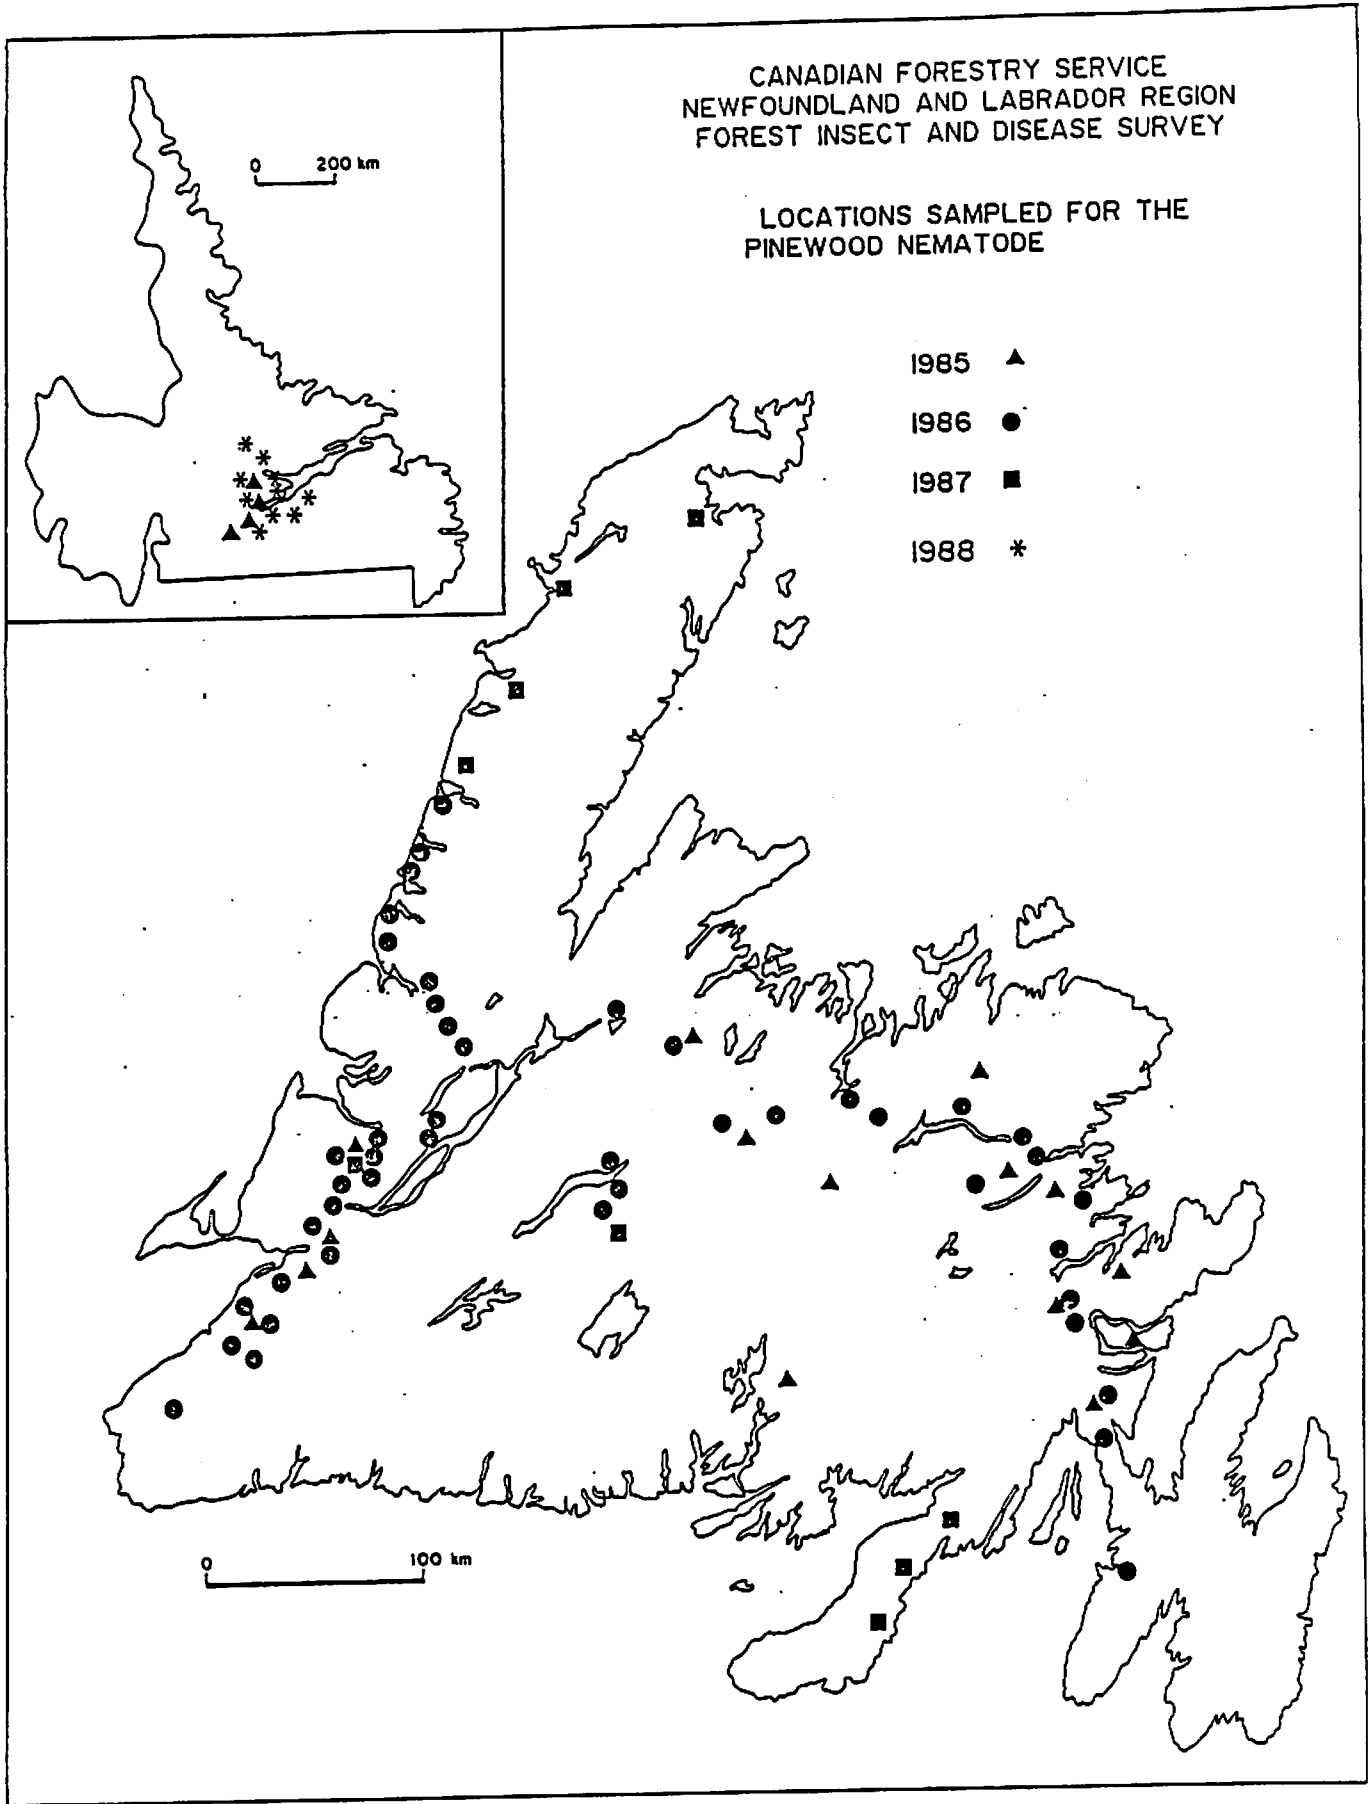 CANADIAN FORESTRY SERVICE
NEWFOUNDLAND AND LABRADOR REGION
FOREST INSECT AND DISEASE SURVEY
LOCATIONS SAMPLED FOR THE
PINEWOOD NEMATODE
0 200 km
1985
1986
1987
1988
0 100 km